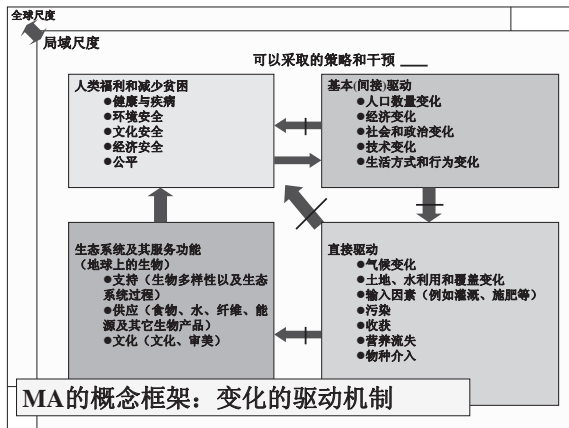 全球尺度
局域尺度
可以采取的策略和干预 ____
人类福利和减少贫困
●健康与疾病
●环境安全
●文化安全
●经济安全
●公平
基本(间接)驱动
●人口数量变化
●经济变化
●社会和政治变化
●技术变化
●生活方式和行为变化
生态系统及其服务功能
（地球上的生物）
●支持（生物多样性以及生态
系统过程）
●供应（食物、水、纤维、能
源及其它生物产品）
●文化（文化、审美）
直接驱动
●气候变化
●土地、水利用和覆盖变化
●输入因素（例如灌溉、施肥等）
●污染
●收获
●营养流失
●物种介入
MA的概念框架：变化的驱动机制